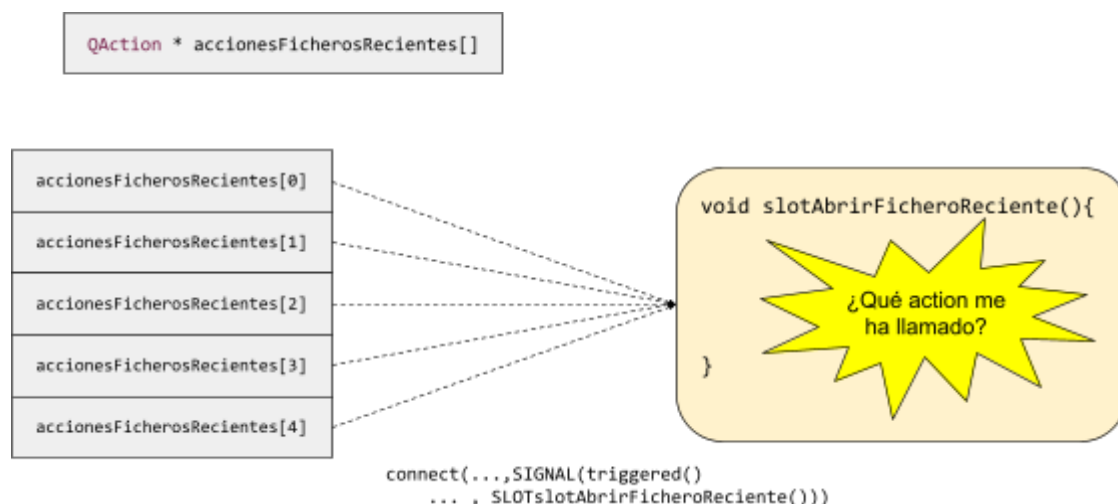 QAction * accionesFicherosRecientes[]
accionesFicherosRecientes[0]
accionesFicherosRecientes[1]
accionesFicherosRecientes[2]
accionesFicherosRecientes[3]
accionesFicherosRecientes[4]
void slotAbrirFicheroReciente(){
¿Qué action me
ha llamado?
}
connect(...,SIGNAL(triggered()
... , SLOTslotAbrirFicheroReciente()))